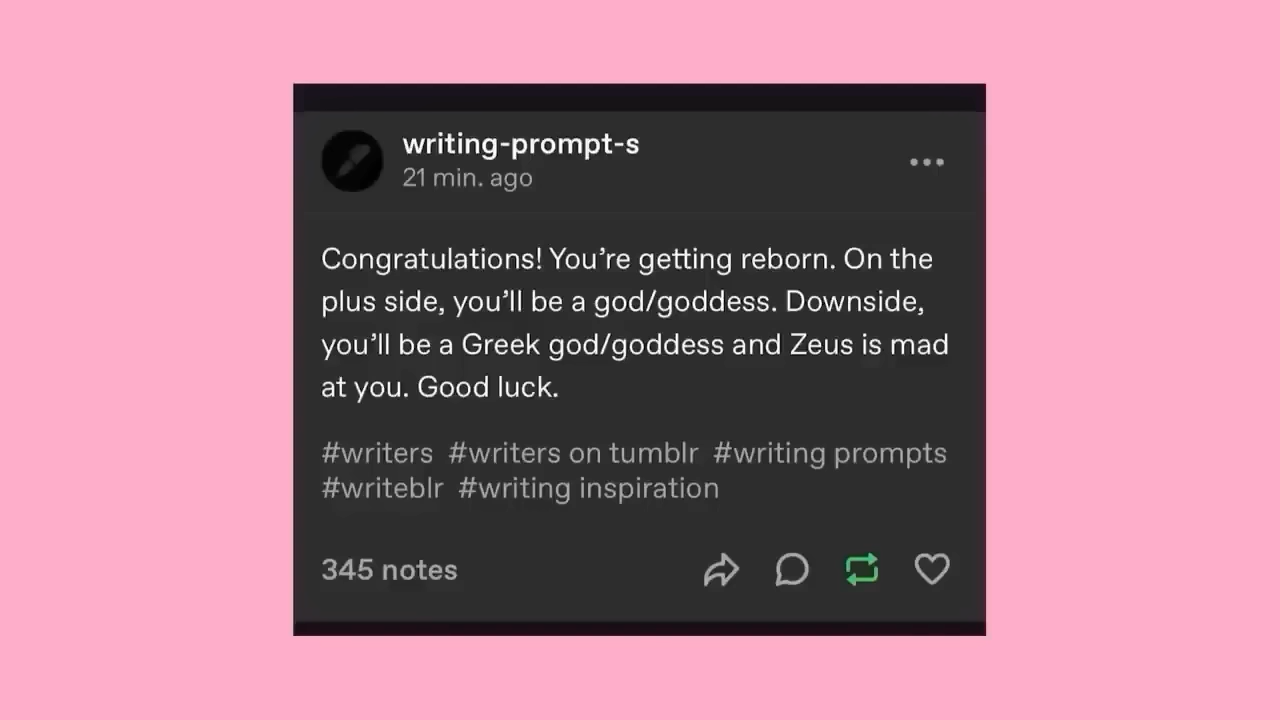 writing-prompt-s
21 min. ago
Congratulations! You’re getting reborn. On the
plus side, you’ll be a god/goddess. Downside,
you’ll be a Greek god/goddess and Zeus is mad
at you. Good luck.
#writers #writers on tumblr #writing prompts
#writeblr #writing inspiration
345 notes